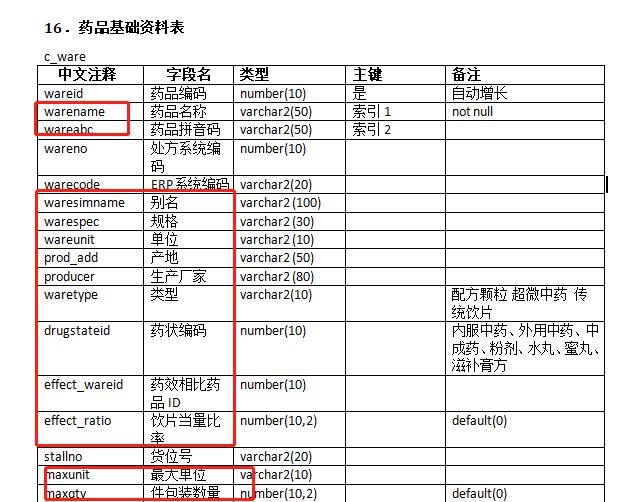 16．药品基础资料表
c_ware
中文注释 字段名 类型 主键 备注
wareid 药品编码 number(10) 是 自动增长
warename 药品名称 varchar2(50) 索引 1 not null
wareabc 药品拼音码 varchar2(50) 索引 2
wareno 处方系统编 number(10)
码
warecode ERP 系统编码 varchar2(20)
waresimname 别名 varchar2 (100)
warespec 规格 varchar2 (30)
wareunit 单位 varchar2 (10)
prod_add 产地 varchar2 (50)
producer 生产厂家 varchar2 (80)
waretype 类型 varchar2(10) 配方颗粒 超微中药 传
统饮片
drugstateid 药状编码 number(10) 内服中药、外用中药、中
成药、粉剂、水丸、蜜丸、
滋补膏方
effect_wareid 药效相比药 number(10)
品 ID
effect_ratio 饮片当量比 number(10,2) default(0)
率
stallno 货位号 varchar2(20)
maxunit 最大单位 varchar2(10)
maxqty 件包装数量 number(10,2) default(0)